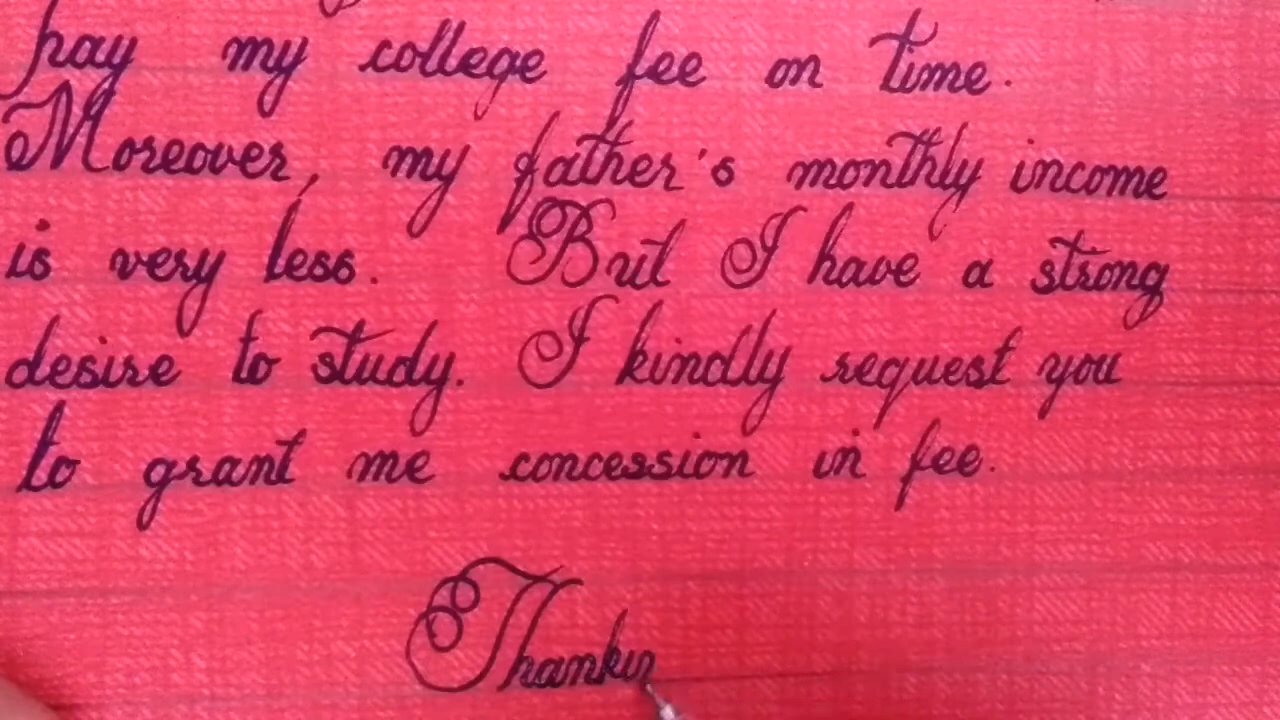 pay my college fee on time.
Moreover, my father's monthly income
is very less. But I have a strong
desire to study. I kindly request you
to grant me concession in fee.
Thankin